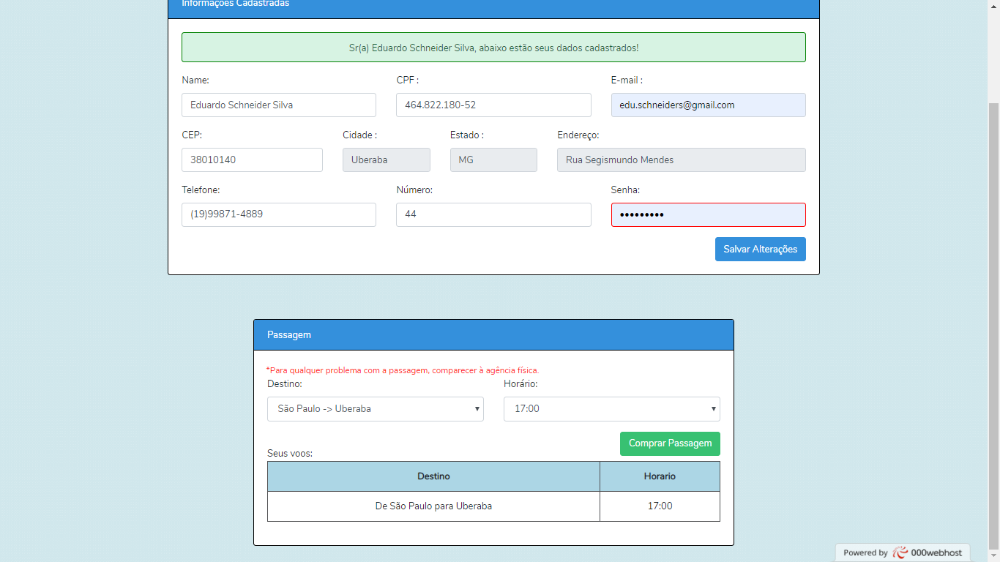 Informações Cadastradas
Sr(a) Eduardo Schneider Silva, abaixo estão seus dados cadastrados!
Name: CPF : E-mail :
Eduardo Schneider Silva 464.822.180-52 edu.schneiders@gmail.com
CEP: Cidade : Estado : Endereço:
38010140 Uberaba MG Rua Segismundo Mendes
Telefone: Número: Senha:
(19)99871-4889 44 •••••••••
Salvar Alterações
Passagem
*Para qualquer problema com a passagem, comparecer à agência física.
Destino: Horário:
São Paulo -> Uberaba 17:00
Comprar Passagem
Seus voos:
Destino Horario
De São Paulo para Uberaba 17:00
Powered by 000webhost